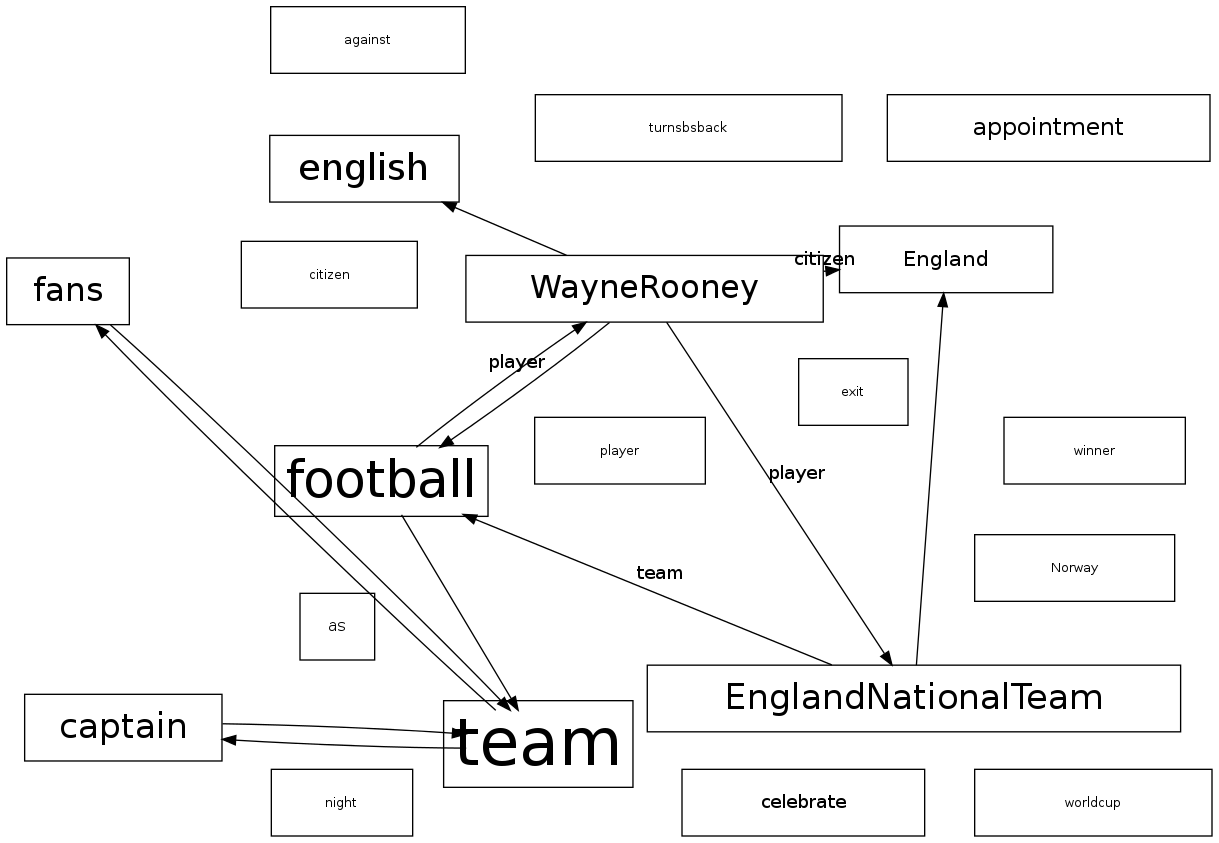 against
turnsbsback
appointment
english
citizen
England
citizen
fans
WayneRooney
player
exit
football
player
player
winner
team
Norway
as
EnglandNationalTeam
captain
team
night
celebrate
worldcup